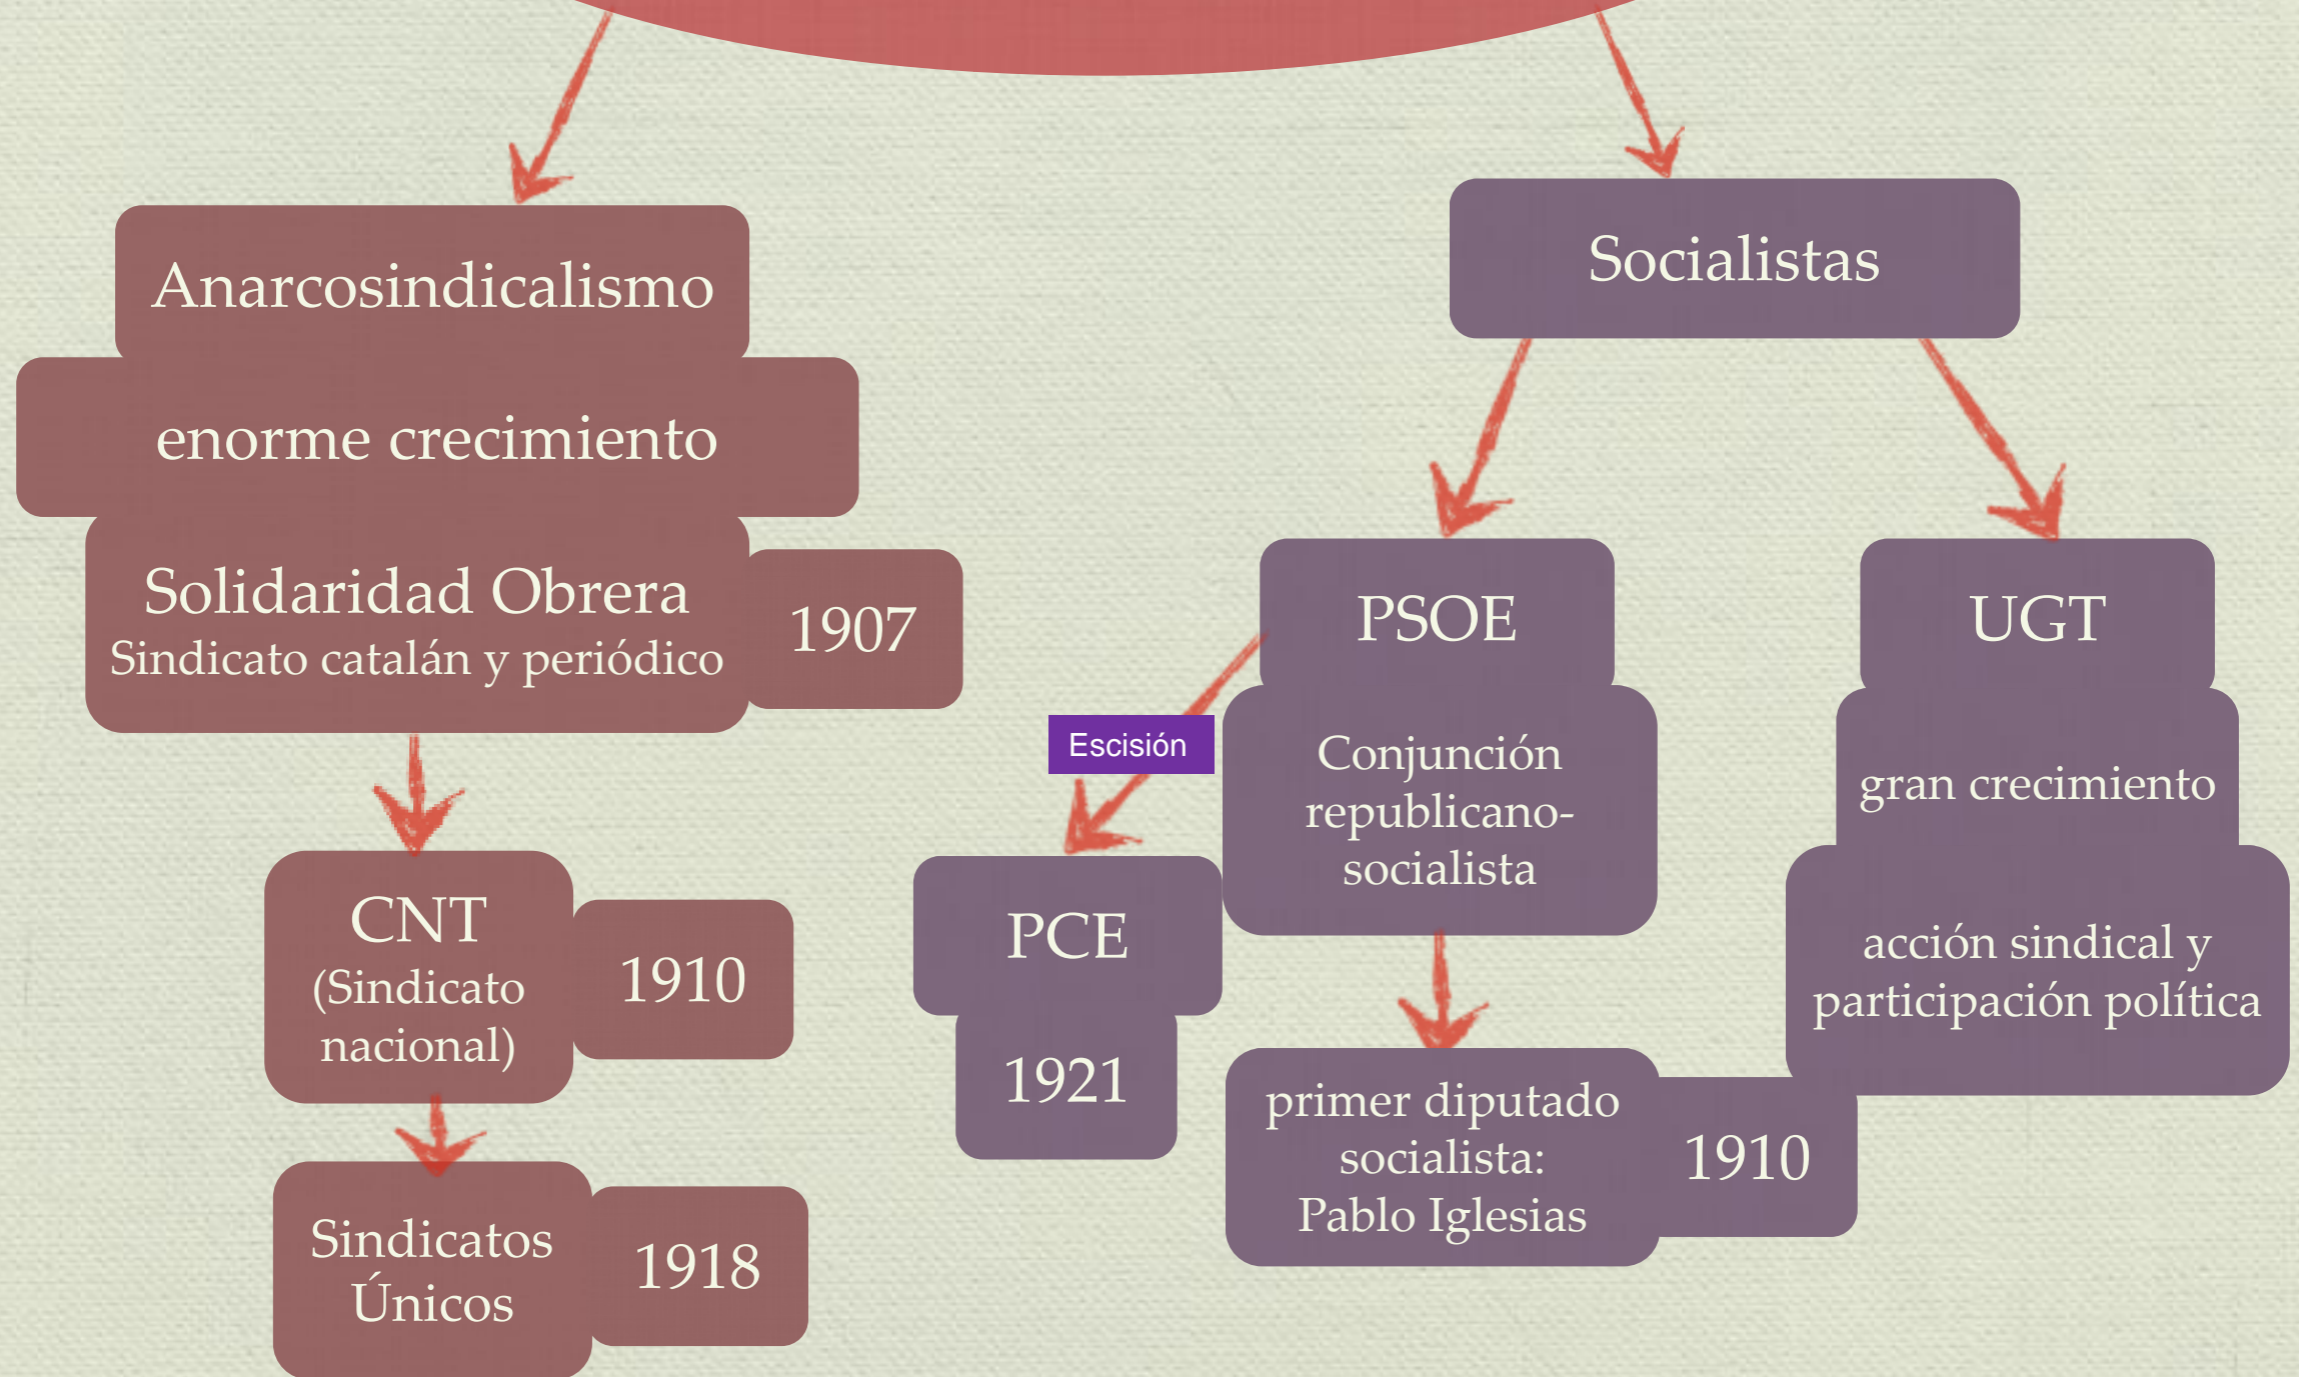 Anarcosindicalismo
enorme crecimiento
Solidaridad Obrera
Sindicato catalán y periódico
1907
CNT
(Sindicato
nacional)
1910
Sindicatos
Únicos
1918
Socialistas
PSOE
Conjunción
republicano-
socialista
Escisión
PCE
1921
primer diputado
socialista:
Pablo Iglesias
1910
UGT
gran crecimiento
acción sindical y
participación política